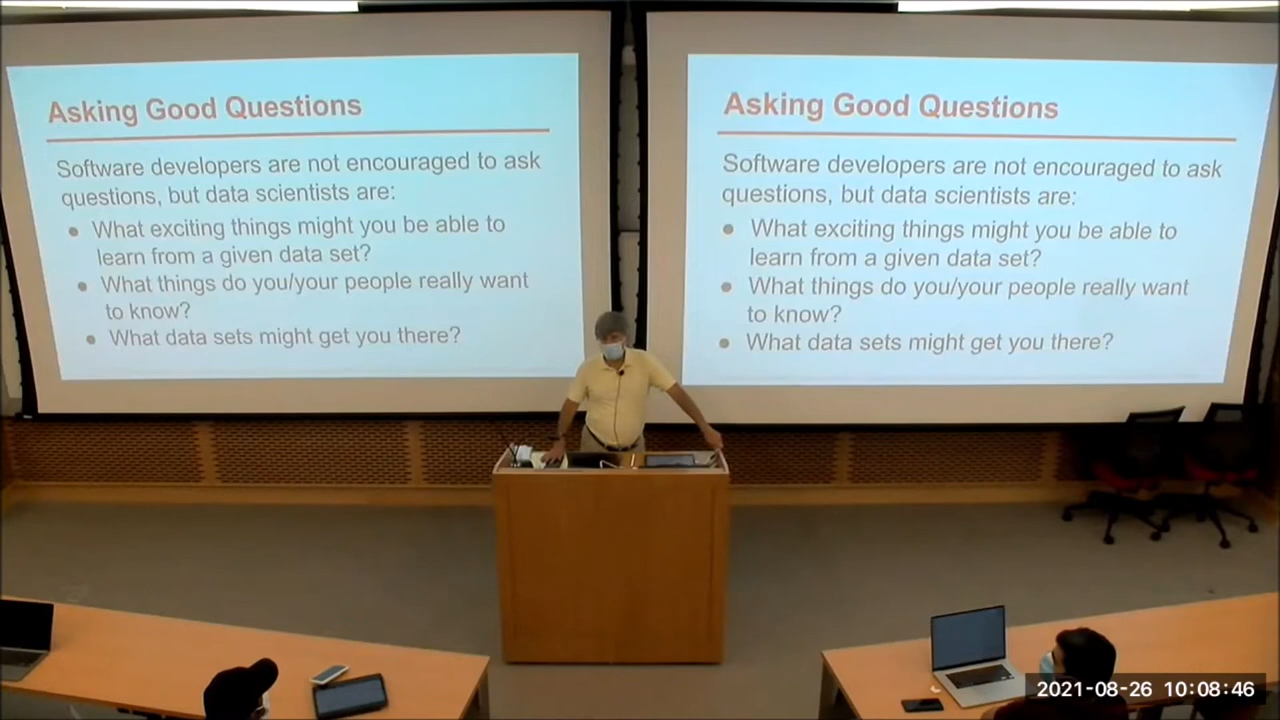 Asking Good Questions
Software developers are not encouraged to ask
questions, but data scientists are:
• What exciting things might you be able to
learn from a given data set?
• What things do you/your people really want
to know?
• What data sets might get you there?
Asking Good Questions
Software developers are not encouraged to ask
questions, but data scientists are:
• What exciting things might you be able to
learn from a given data set?
• What things do you/your people really want
to know?
• What data sets might get you there?
2021-08-26 10:08:46